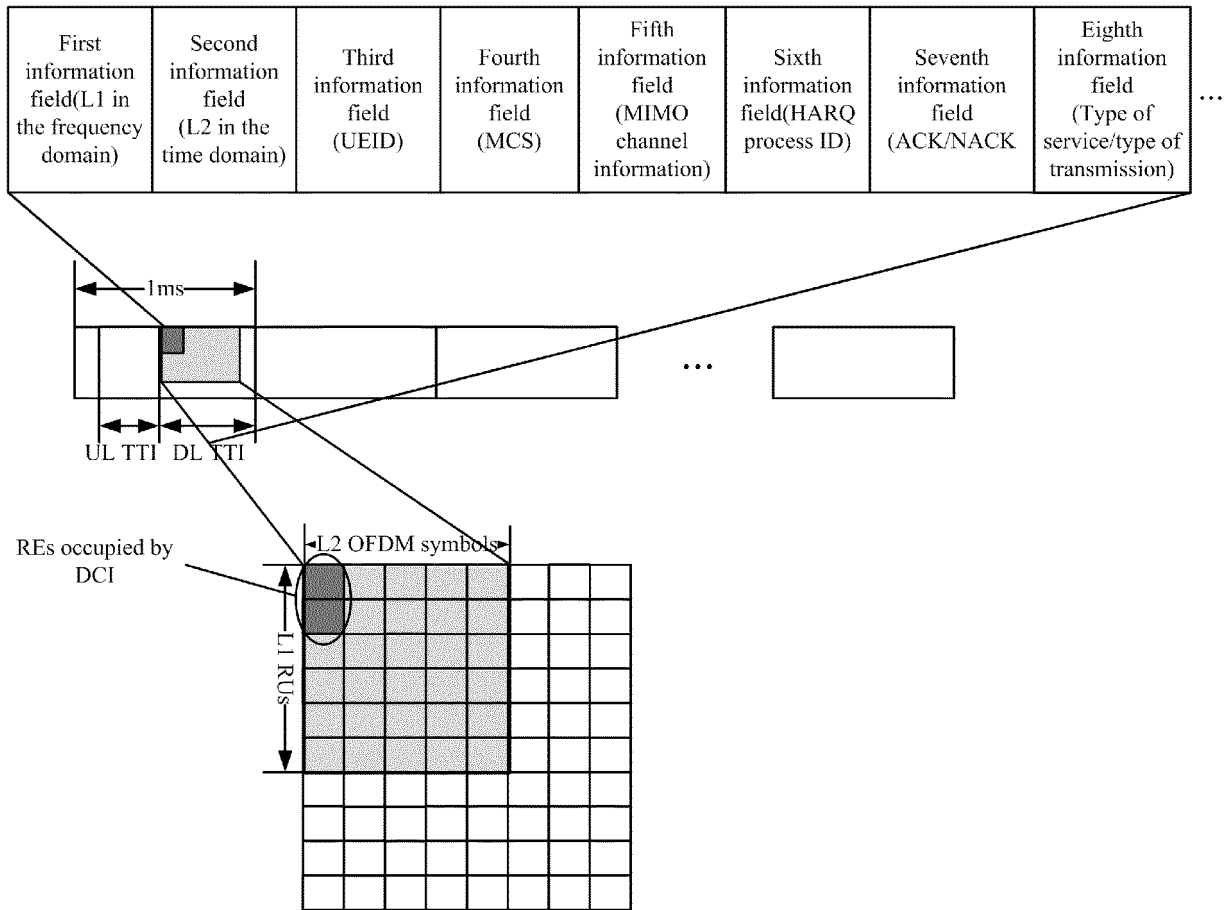 First
information
field(L1 in
the frequency
domain)
Second
information
field
(L2 in the
time domain)
Third
information
field
(UEID)
Fourth
information
field
(MCS)
Fifth
information
field
(MIMO
channel
information)
Sixth
information
field(HARQ
process ID)
Seventh
information
field
(ACK/NACK
Eighth
information
field
(Type of
service/type of
transmission)
...
1ms
...
UL TTI
DL TTI
REs occupied by
DCI
L2 OFDM symbols
L1 RUs